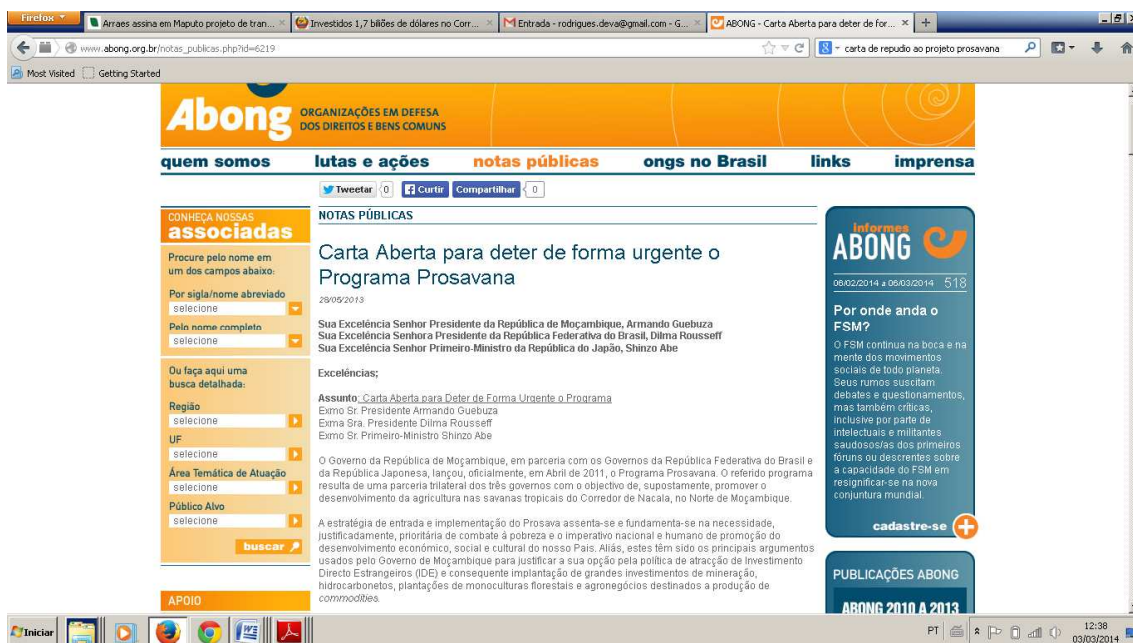 Firefox
Arraes assina em Maputo projeto de tran...
Investidos 1,7 biliões de dólares no Corr...
Entrada - rodrigues.deva@gmail.com - G...
ABONG - Carta Aberta para deter de for...
www.abong.org.br/notas_publicas.php?id=6219
carta de repudio ao projeto prosavana
Most Visited
Getting Started
Abong
ORGANIZAÇÕES EM DEFESA
DOS DIREITOS E BENS COMUNS
quem somos
lutas e ações
notas públicas
ongs no Brasil
links
imprensa
Tweetar 0
Curtir
Compartilhar 0
CONHEÇA NOSSAS
associadas
Procure pelo nome em
um dos campos abaixo:
Por sigla/nome abreviado
selecione
Pelo nome completo
selecione
Ou faça aqui uma
busca detalhada:
Região
selecione
UF
selecione
Área Temática de Atuação
selecione
Público Alvo
selecione
buscar
APOIO
NOTAS PÚBLICAS
Carta Aberta para deter de forma urgente o
Programa Prosavana
28/05/2013
Sua Excelência Senhor Presidente da República de Moçambique, Armando Guebuza
Sua Excelência Senhora Presidente da República Federativa do Brasil, Dilma Rousseff
Sua Excelência Senhor Primeiro-Ministro da República do Japão, Shinzo Abe
Excelências;
Assunto: Carta Aberta para Deter de Forma Urgente o Programa
Exmo Sr. Presidente Armando Guebuza
Exma Sra. Presidente Dilma Rousseff
Exmo Sr. Primeiro-Ministro Shinzo Abe
O Governo da República de Moçambique, em parceria com os Governos da República Federativa do Brasil e
da República Japonesa, lançou, oficialmente, em Abril de 2011, o Programa Prosavana. O referido programa
resulta de uma parceria trilateral dos três governos com o objectivo de, supostamente, promover o
desenvolvimento da agricultura nas savanas tropicais do Corredor de Nacala, no Norte de Moçambique.
A estratégia de entrada e implementação do Prosava assenta-se e fundamenta-se na necessidade,
justificadamente, prioritária de combate à pobreza e o imperativo nacional e humano de promoção do
desenvolvimento económico, social e cultural do nosso País. Aliás, estes têm sido os principais argumentos
usados pelo Governo de Moçambique para justificar a sua opção pela política de atracção de Investimento
Directo Estrangeiros (IDE) e consequente implantação de grandes investimentos de mineração,
hidrocarbonetos, plantações de monoculturas florestais e agronegócios destinados a produção de
commodities.
informes
ABONG
06/02/2014 a 06/03/2014 518
Por onde anda o
FSM?
O FSM continua na boca e na
mente dos movimentos
sociais de todo planeta.
Seus rumos suscitam
debates e questionamentos,
mas também críticas,
inclusive por parte de
intelectuais e militantes
saudosos/as dos primeiros
fóruns ou descrentes sobre
a capacidade do FSM em
resignificar-se na nova
conjuntura mundial.
cadastre-se
PUBLICAÇÕES ABONG
ABONG 2010 A 2013
Iniciar
PT
12:38
03/03/2014